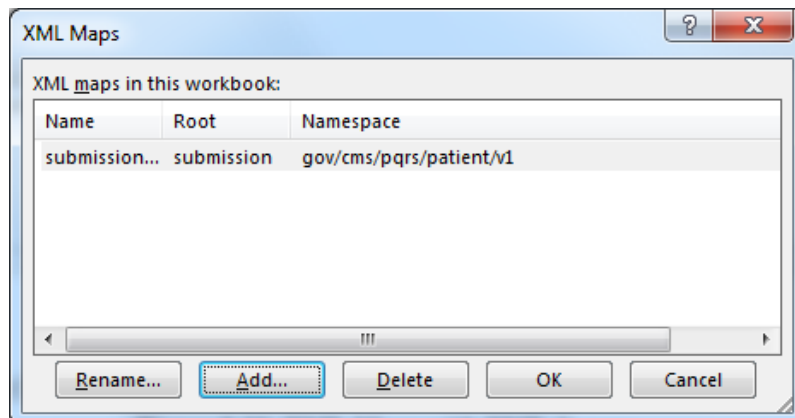 XML Maps
XML maps in this workbook:
Name Root Namespace
submission... submission gov/cms/pqrs/patient/v1
Rename... Add... Delete OK Cancel